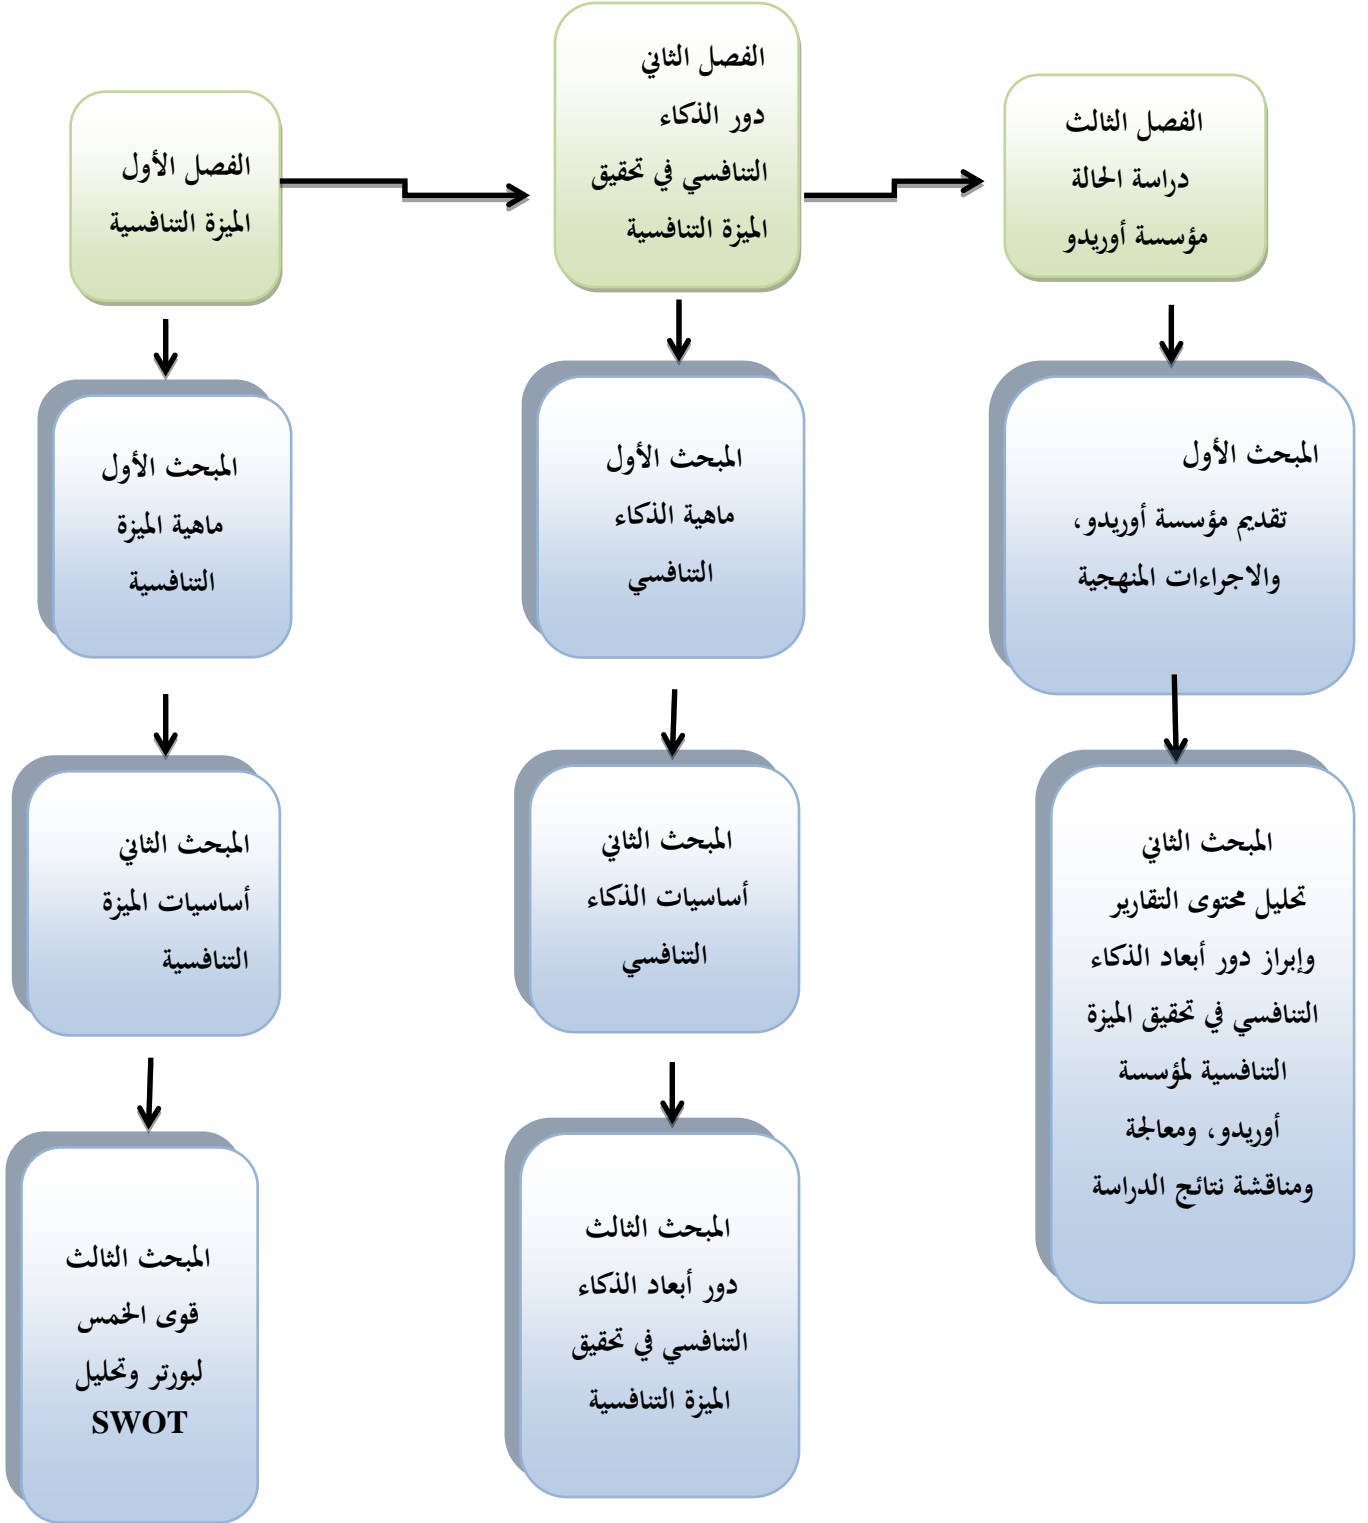 الفصل الأول
الميزة التنافسية
المبحث الأول
ماهية الميزة
التنافسية
المبحث الثاني
أساسيات الميزة
التنافسية
المبحث الثالث
قوى الخمس
لبورتر وتحليل
SWOT
الفصل الثاني
دور الذكاء
التنافسي في تحقيق
الميزة التنافسية
المبحث الأول
ماهية الذكاء
التنافسي
المبحث الثاني
أساسيات الذكاء
التنافسي
المبحث الثالث
دور أبعاد الذكاء
التنافسي في تحقيق
الميزة التنافسية
الفصل الثالث
دراسة الحالة
مؤسسة أوريدو
المبحث الأول
تقديم مؤسسة أوريدو،
والاجراءات المنهجية
المبحث الثاني
تحليل محتوى التقارير
وإبراز دور أبعاد الذكاء
التنافسي في تحقيق الميزة
التنافسية لمؤسسة
أوريدو، ومعالجة
ومناقشة نتائج الدراسة